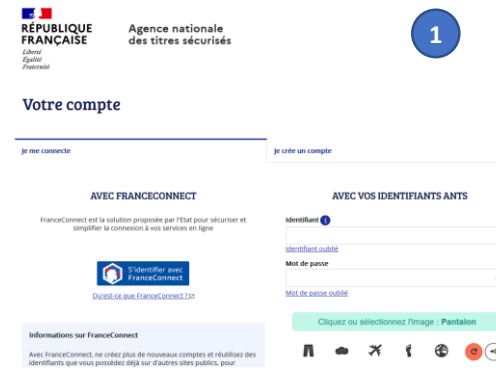 RÉPUBLIQUE
FRANÇAISE
Liberté
Égalité
Fraternité
Agence nationale
des titres sécurisés
1
Votre compte
Je me connecte
Je crée un compte
AVEC FRANCECONNECT
FranceConnect est la solution proposée par l'Etat pour sécuriser et
simplifier la connexion à vos services en ligne
S'identifier avec
FranceConnect
Qu'est-ce que FranceConnect ?
Informations sur FranceConnect
Avec FranceConnect, ne créez plus de nouveaux comptes et réutilisez des
identifiants que vous possédez déjà sur d'autres sites publics, pour
AVEC VOS IDENTIFIANTS ANTS
Identifiant i
Identifiant oublié
Mot de passe
Mot de passe oublié
Cliquez ou sélectionnez l'image : Pantalon